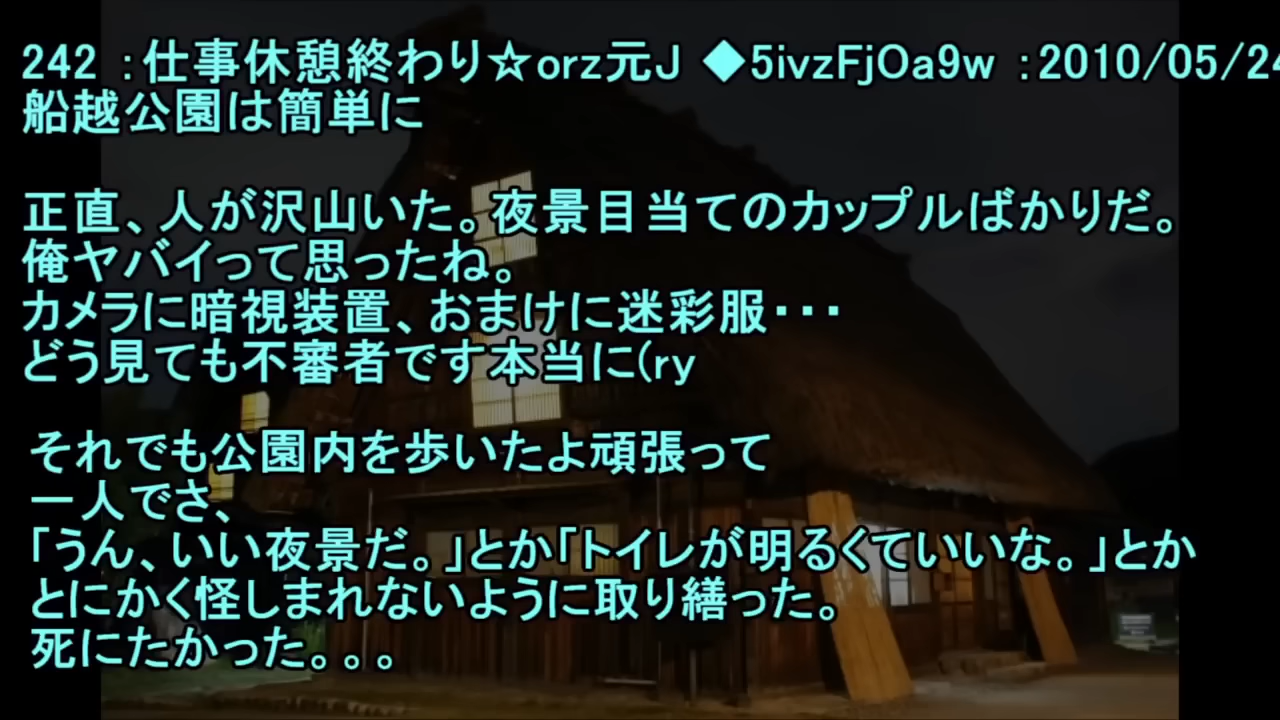 242 :仕事休憩終わり☆orz元J ◆5ivzFjOa9w :2010/05/24
船越公園は簡単に
正直、人が沢山いた。夜景目当てのカップルばかりだ。
俺ヤバイって思ったね。
カメラに暗視装置、おまけに迷彩服・・・
どう見ても不審者です本当に(ry
それでも公園内を歩いたよ頑張って
一人でさ、
「うん、いい夜景だ。」とか「トイレが明るくていいな。」とか
とにかく怪しまれないように取り繕った。
死にたかった。。。